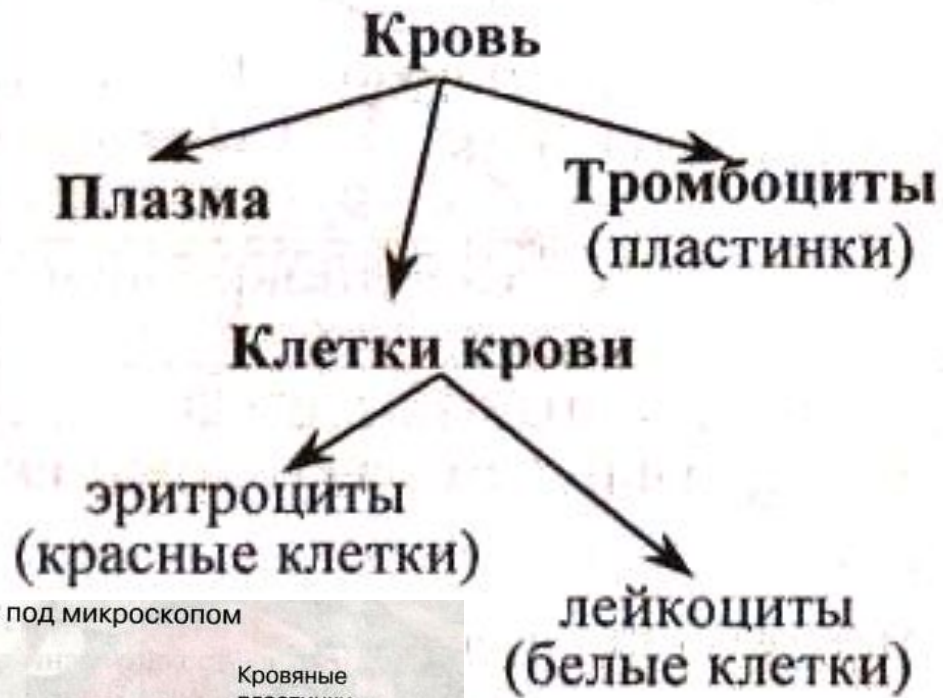 Кровь
Плазма
Тромбоциты
(пластинки)
Клетки крови
эритроциты
(красные клетки)
под микроскопом
лейкоциты
(белые клетки)
Кровяные